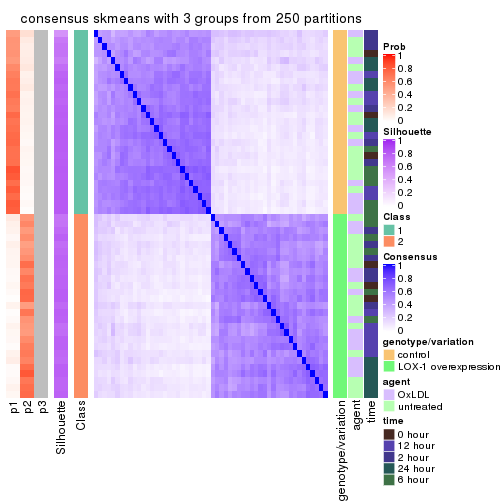 consensus skmeans with 3 groups from 250 partitions
p1
p2
p3
Silhouette
Class
genotype/variation
agent
time
Prob
1
0.8
0.6
0.4
0.2
0
Silhouette
1
0.8
0.6
0.4
0.2
0
Class
1
2
Consensus
1
0.8
0.6
0.4
0.2
0
genotype/variation
control
LOX-1 overexpression
agent
OxLDL
untreated
time
0 hour
12 hour
2 hour
24 hour
6 hour